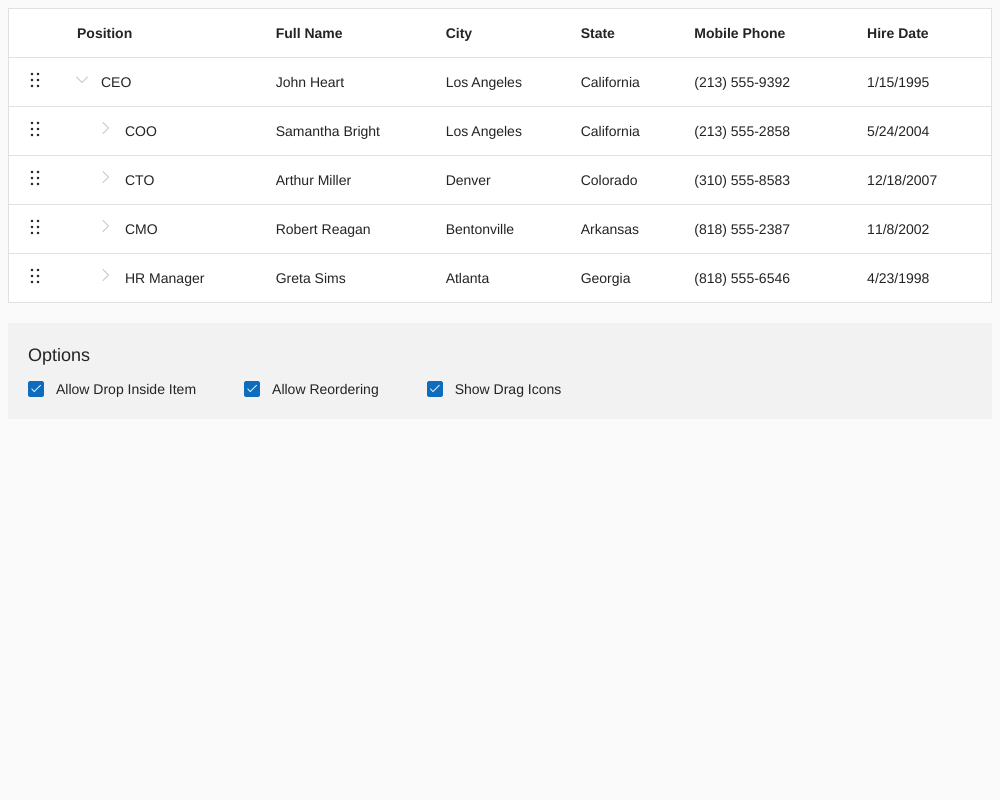 Position Full Name City State Mobile Phone Hire Date
CEO John Heart Los Angeles California (213) 555-9392 1/15/1995
COO Samantha Bright Los Angeles California (213) 555-2858 5/24/2004
CTO Arthur Miller Denver Colorado (310) 555-8583 12/18/2007
CMO Robert Reagan Bentonville Arkansas (818) 555-2387 11/8/2002
HR Manager Greta Sims Atlanta Georgia (818) 555-6546 4/23/1998
Options
Allow Drop Inside Item Allow Reordering Show Drag Icons